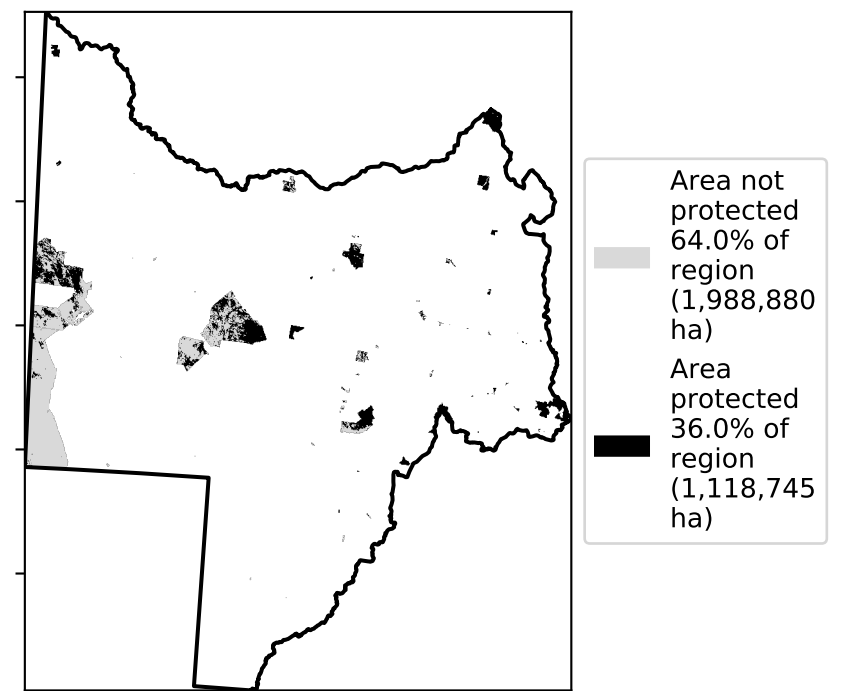 Area not
protected
64.0% of
region
(1,988,880
ha)
Area
protected
36.0% of
region
(1,118,745
ha)